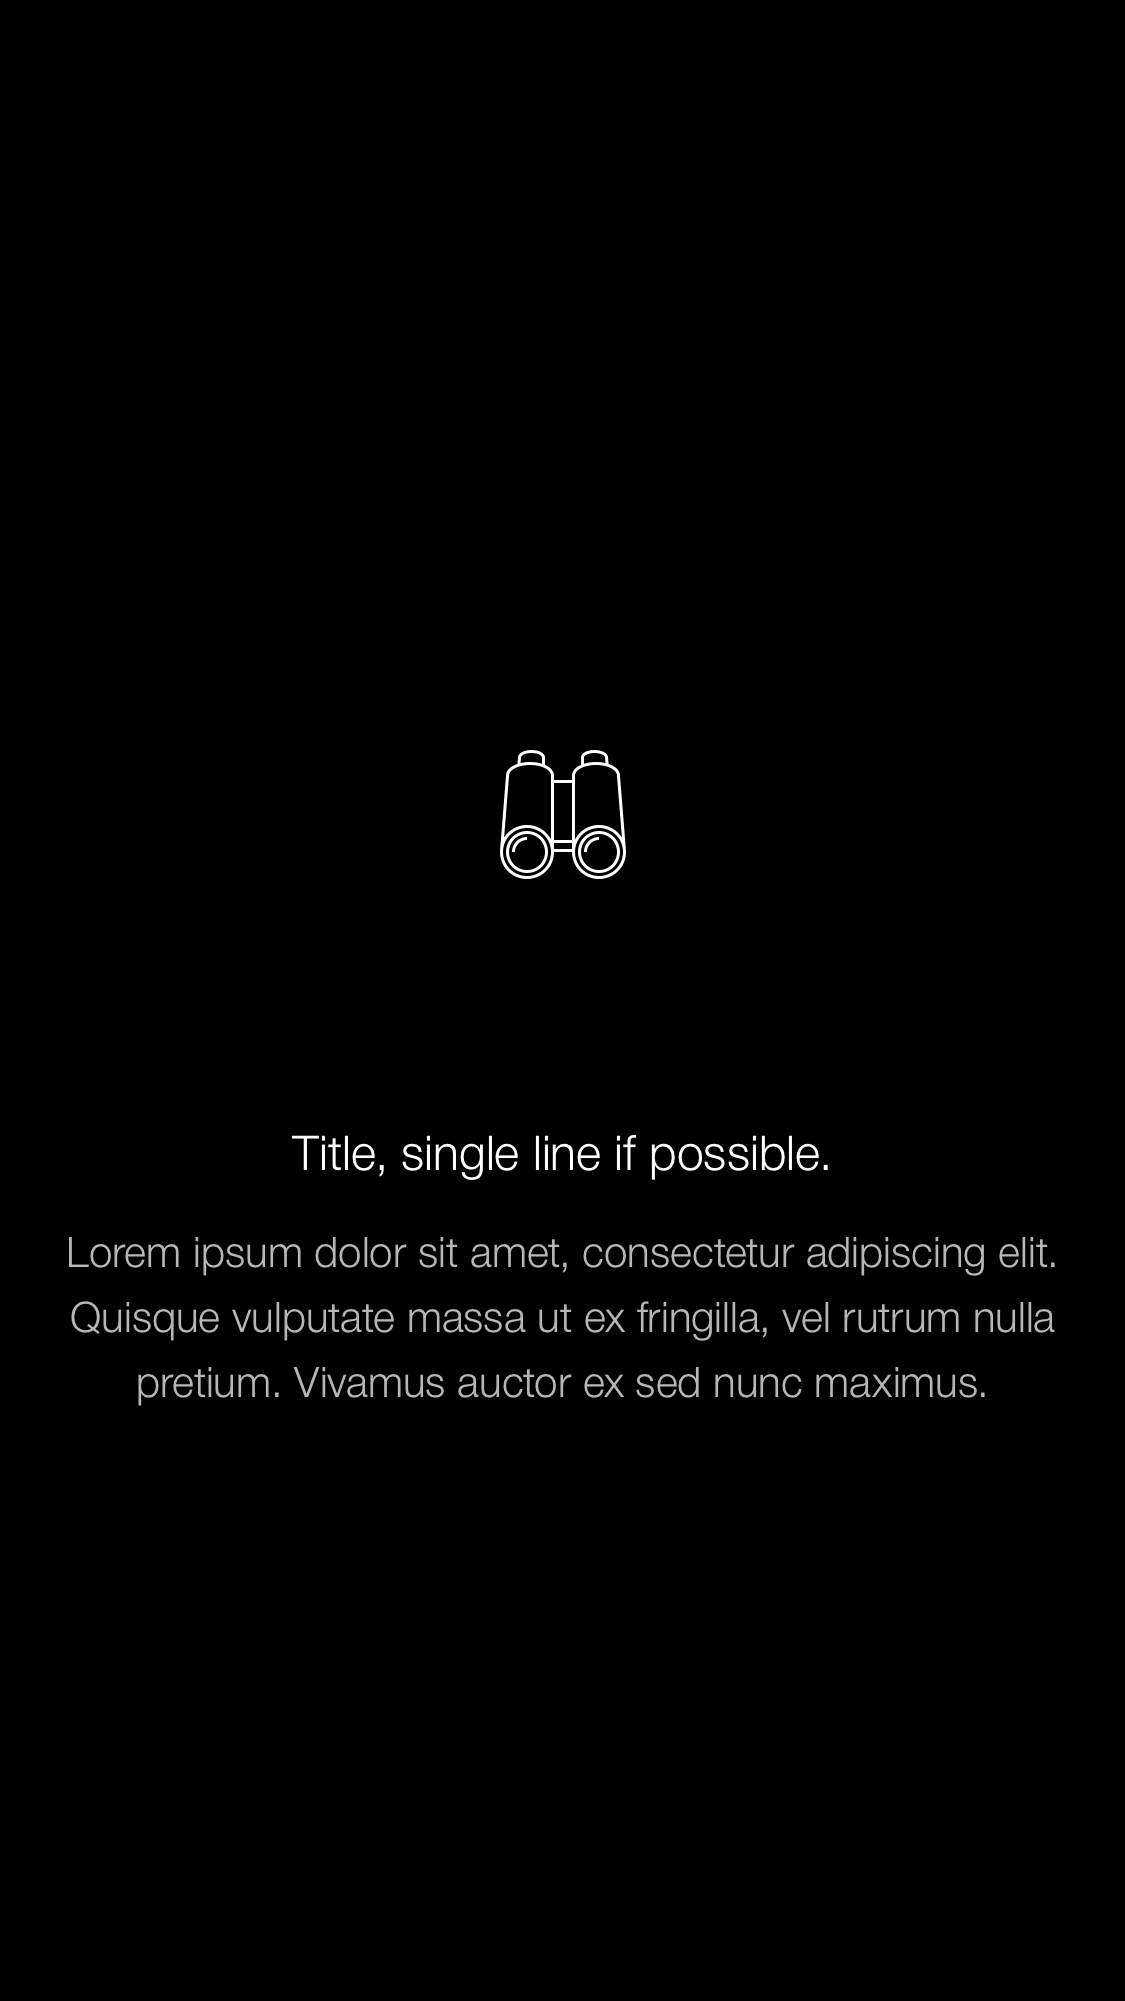 Title, single line if possible.
Lorem ipsum dolor sit amet, consectetur adipiscing elit.
Quisque vulputate massa ut ex fringilla, vel rutrum nulla
pretium. Vivamus auctor ex sed nunc maximus.